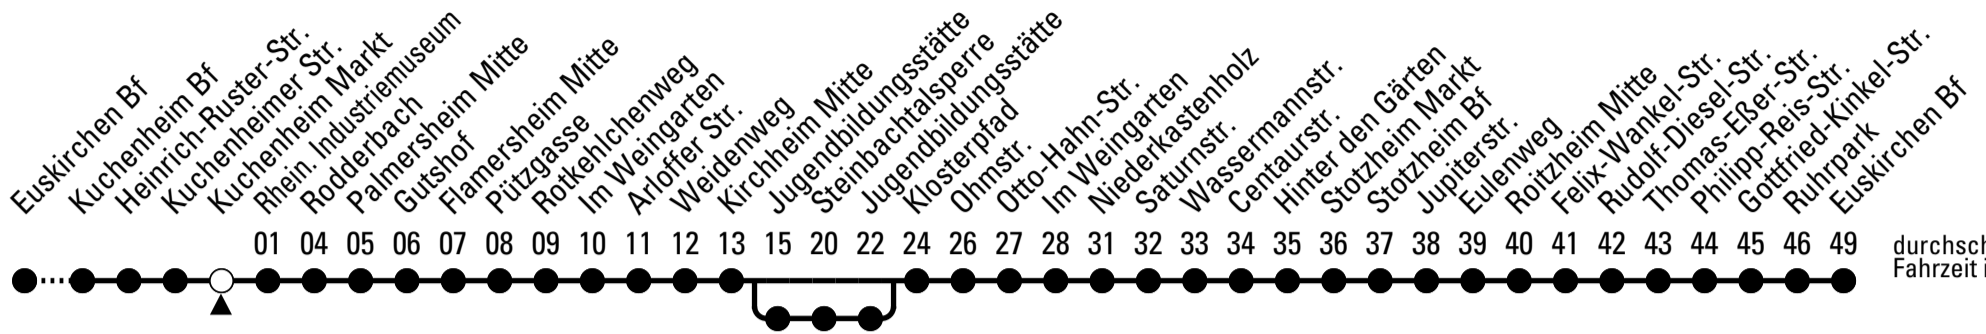 Euskirchen Bf
Kuchenheim Bf
Heinrich-Ruster-Str.
Kuchenheimer Str.
Kuchenheim Markt
Rhein. Industriemuseum
Rodderbach
Palmersheim Mitte
Gutshof
Flamersheim Mitte
Pützgasse
Rotkehlchenweg
Im Weingarten
Arloffer Str.
Weidenweg
Kirchheim Mitte
Jugendbildungsstätte
Steinbachtalsperre
Jugendbildungsstätte
Klosterpfad
Ohmstr.
Otto-Hahn-Str.
Im Weingarten
Niederkastenholz
Saturnstr.
Wassermannstr.
Centaurstr.
Hinter den Gärten
Stotzheim Markt
Stotzheim Bf
Jupiterstr.
Eulenweg
Roitzheim Mitte
Felix-Wankel-Str.
Rudolf-Diesel-Str.
Thomas-Eßer-Str.
Philipp-Reis-Str.
Gottfried-Kinkel-Str.
Ruhrpark
Euskirchen Bf
01 04 05 06 07 08 09 10 11 12 13 15 20 22 24 26 27 28 31 32 33 34 35 36 37 38 39 40 41 42 43 44 45 46 49
Fahrzeit